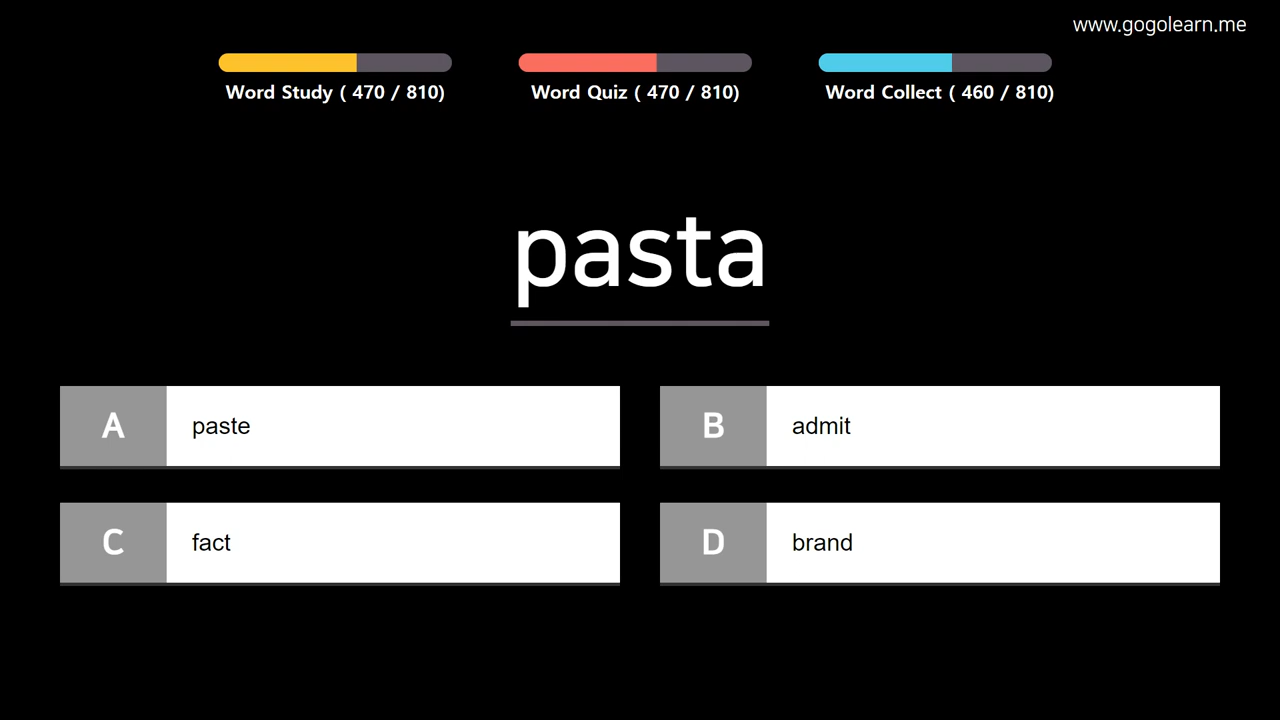 www.gogolearn.me
Word Study ( 470 / 810)
Word Quiz ( 470 / 810)
Word Collect ( 460 / 810)
pasta
A paste
B admit
C fact
D brand